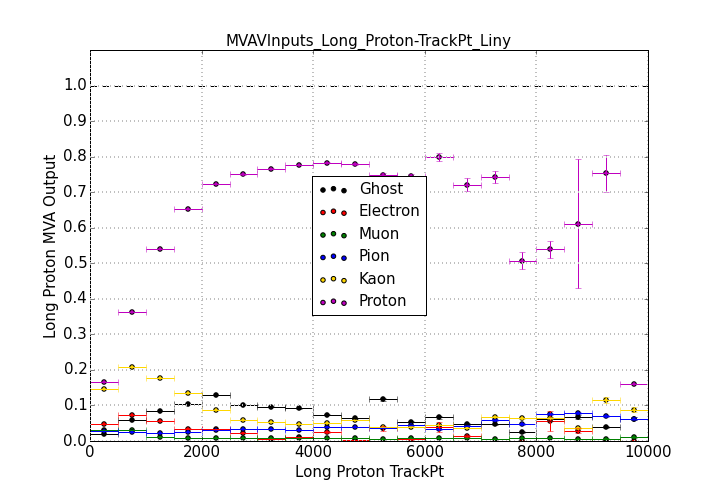 MVAVInputs_Long_Proton-TrackPt_Liny
Long Proton MVA Output
1.0
0.9
0.8
0.7
0.6
0.5
0.4
0.3
0.2
0.1
0.0
Ghost
Electron
Muon
Pion
Kaon
Proton
0 2000 4000 6000 8000 10000
Long Proton TrackPt